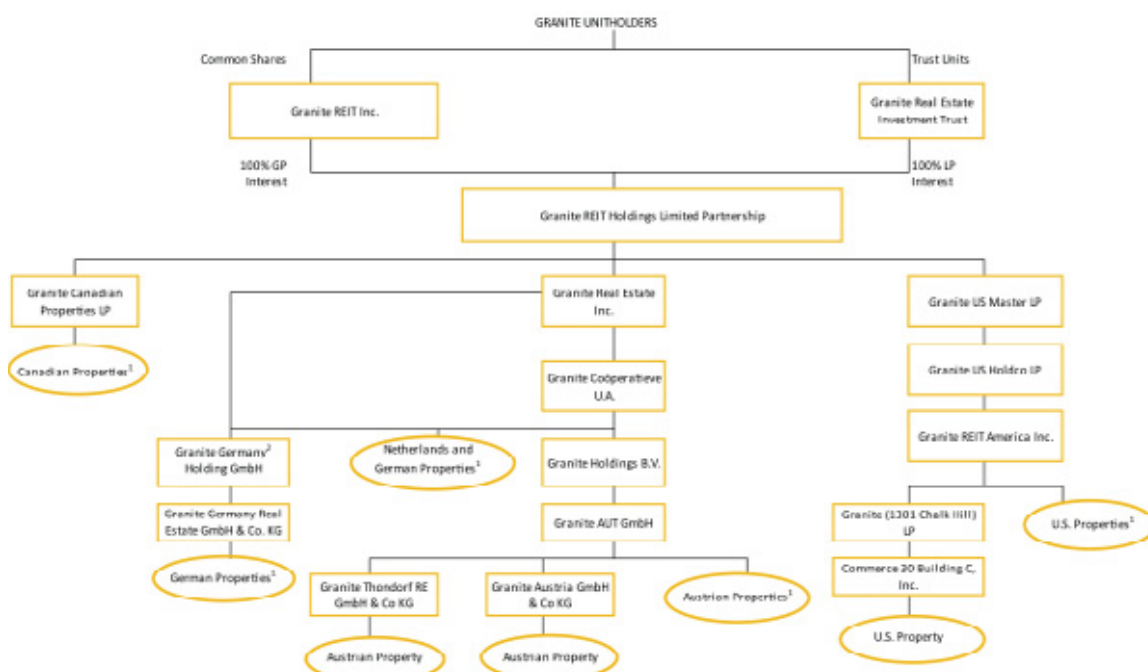 GRANITE UNITHOLDERS
Common Shares
Trust Units
Granite REIT Inc.
Granite Real Estate
Investment Trust
100% GP
Interest
100% LP
Interest
Granite REIT Holdings Limited Partnership
Granite Canadian
Properties LP
Granite Real Estate
Inc.
Granite US Master LP
Canadian Properties¹
Granite Coöperatieve
U.A.
Granite US Holdco LP
Granite REIT America Inc.
Granite Germany²
Holding GmbH
Netherlands and
German Properties¹
Granite Holdings B.V.
Granite Germany Real
Estate GmbH & Co. KG
Granite AUT GmbH
Granite (1301 Chalk Hill)
LP
U.S. Properties¹
German Properties¹
Granite Thondorf RE
GmbH & Co KG
Granite Austria GmbH
& Co KG
Austrian Properties¹
Commerce 20 Building C,
Inc.
Austrian Property
Austrian Property
U.S. Property